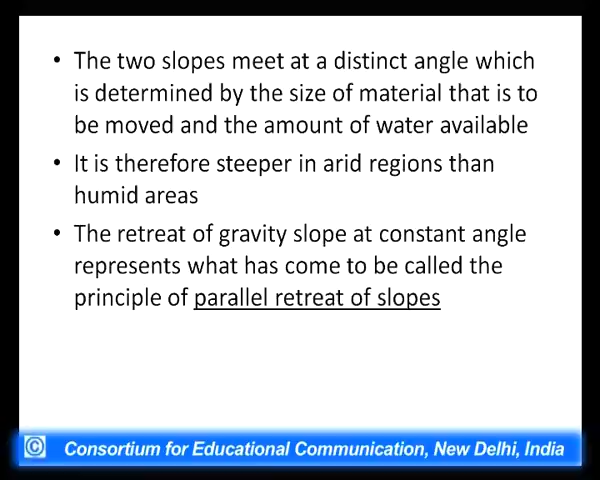 • The two slopes meet at a distinct angle which
is determined by the size of material that is to
be moved and the amount of water available
• It is therefore steeper in arid regions than
humid areas
• The retreat of gravity slope at constant angle
represents what has come to be called the
principle of parallel retreat of slopes
© Consortium for Educational Communication, New Delhi, India